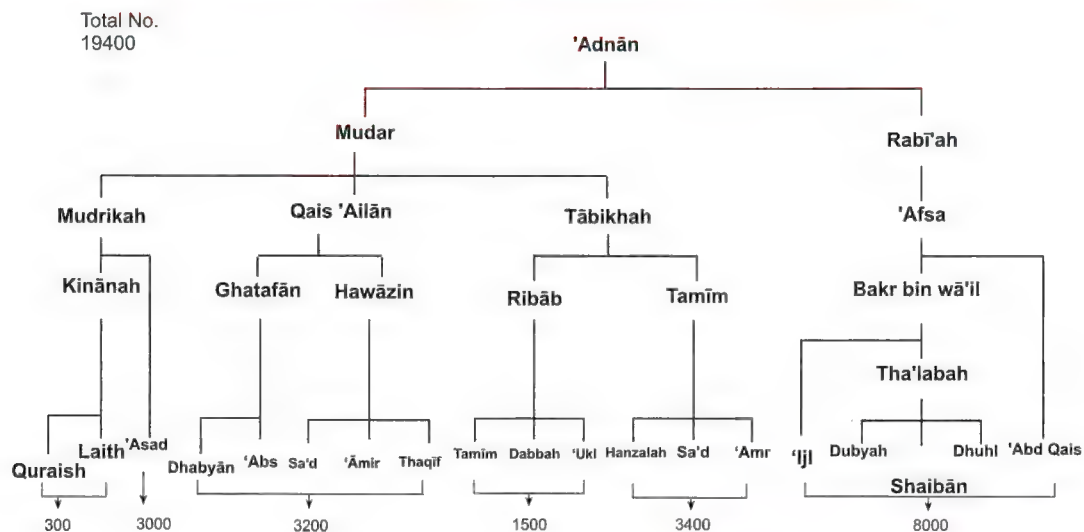 Total No.
19400
'Adnān
Mudar
Rabī'ah
Mudrikah
Qais 'Ailān
Tābikhah
'Afsa
Kinānah
Ghatafān
Hawāzin
Ribāb
Tamīm
Bakr bin wā'il
Tha'labah
Quraish
Laith
'Asad
Dhabyān
'Abs
Sa'd
'Āmir
Thaqīf
Tamīm
Dabbah
'Ukl
Hanzalah
Sa'd
'Amr
'Ijl
Dubyah
Dhuhl
'Abd Qais
Shaibān
300
3000
3200
1500
3400
8000